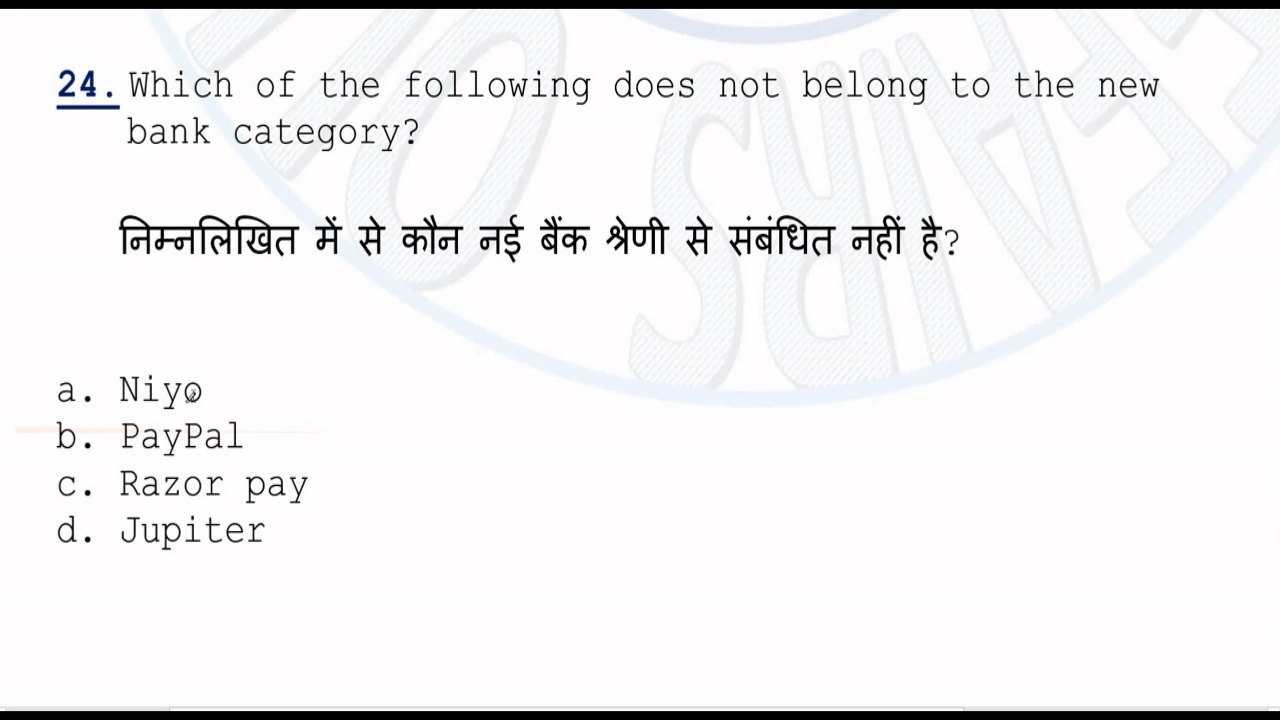 24. Which of the following does not belong to the new
bank category?
निम्नलिखित में से कौन नई बैंक श्रेणी से संबंधित नहीं है?
a. Niyo
b. PayPal
c. Razor pay
d. Jupiter